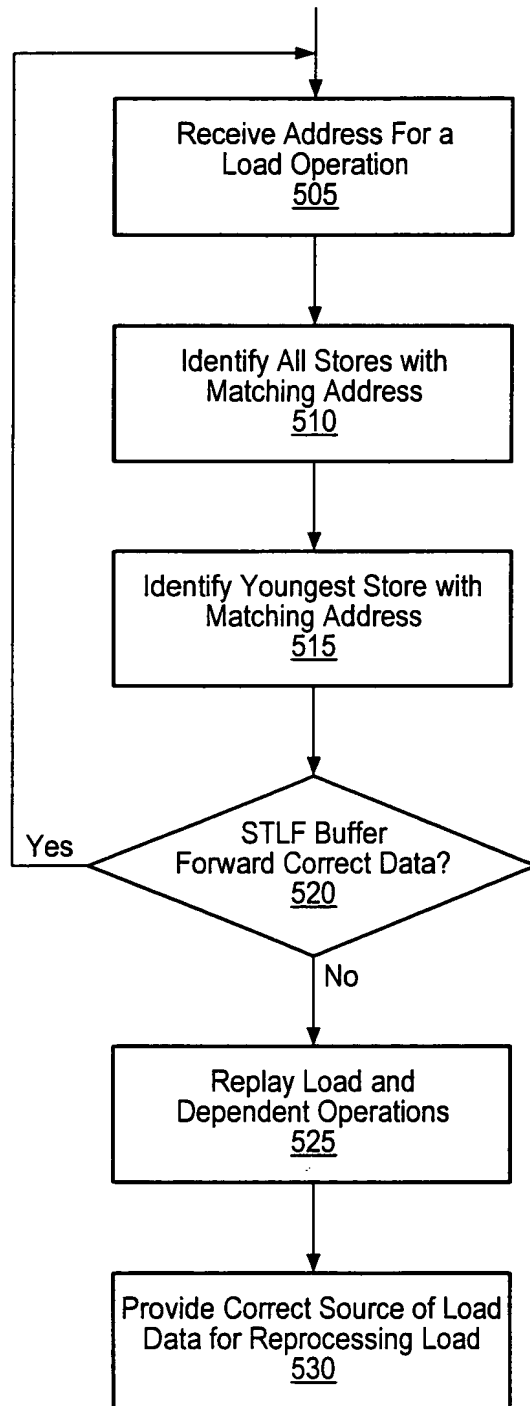 Receive Address For a
Load Operation
505
Identify All Stores with
Matching Address
510
Identify Youngest Store with
Matching Address
515
Yes
STLF Buffer
Forward Correct Data?
520
No
Replay Load and
Dependent Operations
525
Provide Correct Source of Load
Data for Reprocessing Load
530